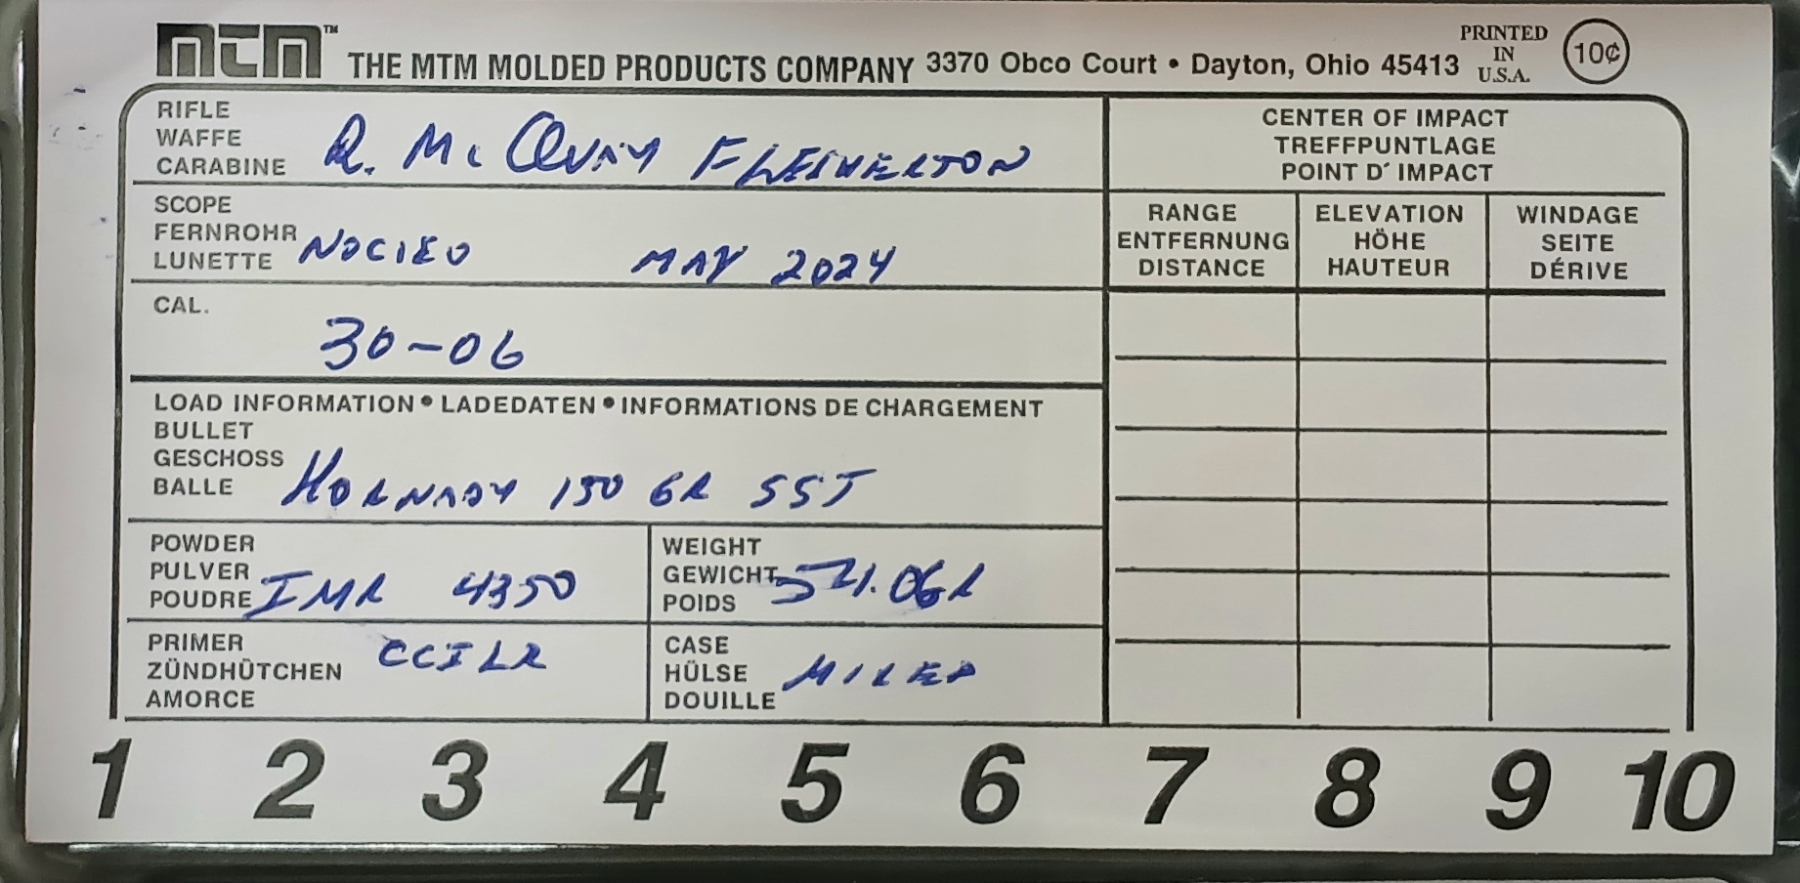 MTM™ THE MTM MOLDED PRODUCTS COMPANY 3370 Obco Court • Dayton, Ohio 45413 PRINTED IN U.S.A. 10¢
RIFLE
WAFFE
CARABINE
R. Mc QUAY
SCOPE
FERNROHR
LUNETTE
MAY 2024
CAL.
30-06
LOAD INFORMATION • LADEDATEN • INFORMATIONS DE CHARGEMENT
BULLET
GESCHOSS
BALLE
HORNADY 150 GR SST
POWDER
PULVER
POUDRE
IMR 4350
WEIGHT
GEWICHT
POIDS
PRIMER
ZÜNDHÜTCHEN
AMORCE
CCI LR
CASE
HÜLSE
DOUILLE
MIXED
CENTER OF IMPACT
TREFFPUNTLAGE
POINT D´ IMPACT
RANGE
ENTFERNUNG
DISTANCE
ELEVATION
HÖHE
HAUTEUR
WINDAGE
SEITE
DÉRIVE
1 2 3 4 5 6 7 8 9 10